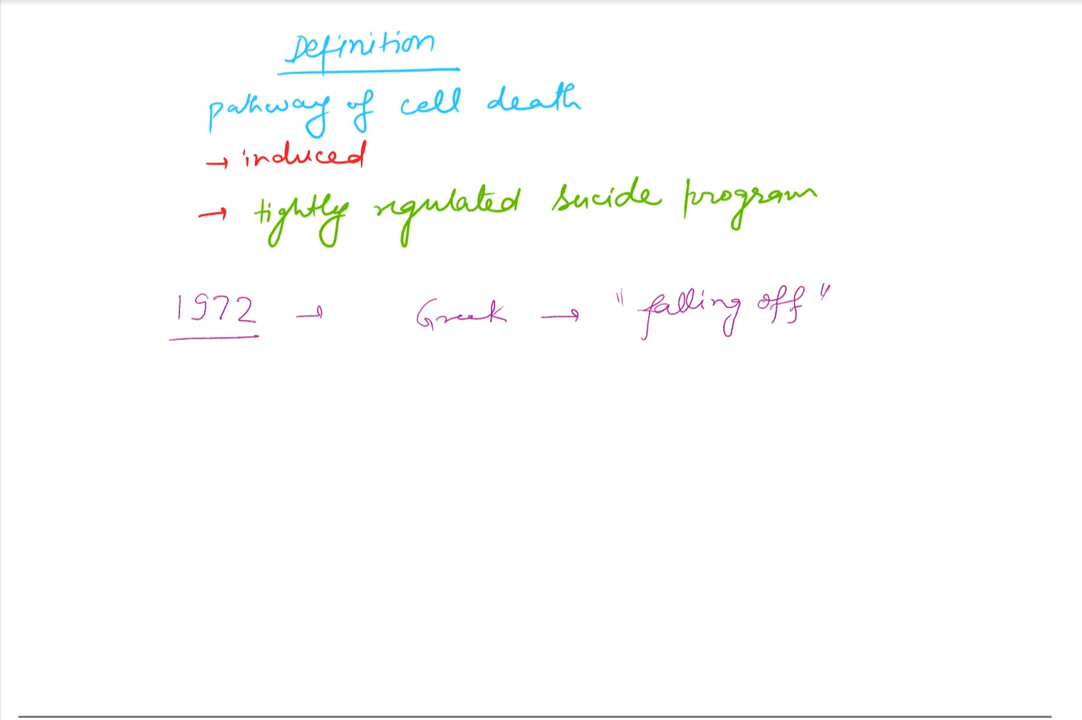 Definition
pathway of cell death
→ induced
→ tightly regulated suicide program
1972 → Greek → "falling off"